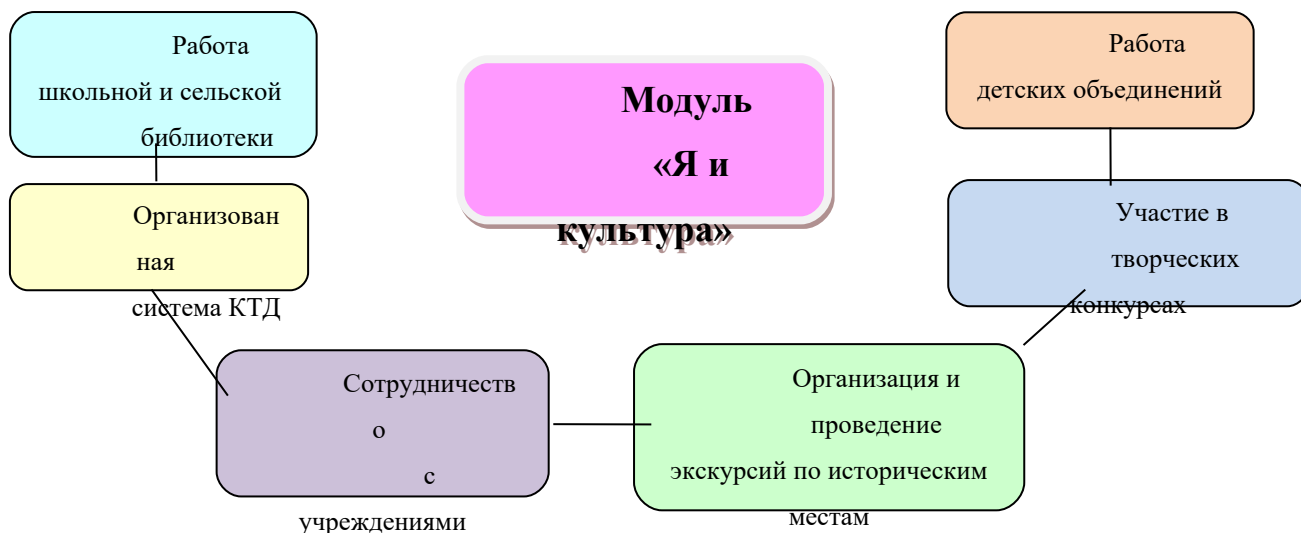 Работа
школьной и сельской
библиотеки
Модуль
«Я и
культура»
Работа
детских объединений
Организован
ная
система КТД
Участие в
творческих
конкурсах
Сотрудничеств
о
с
учреждениями
Организация и
проведение
экскурсий по историческим
местам